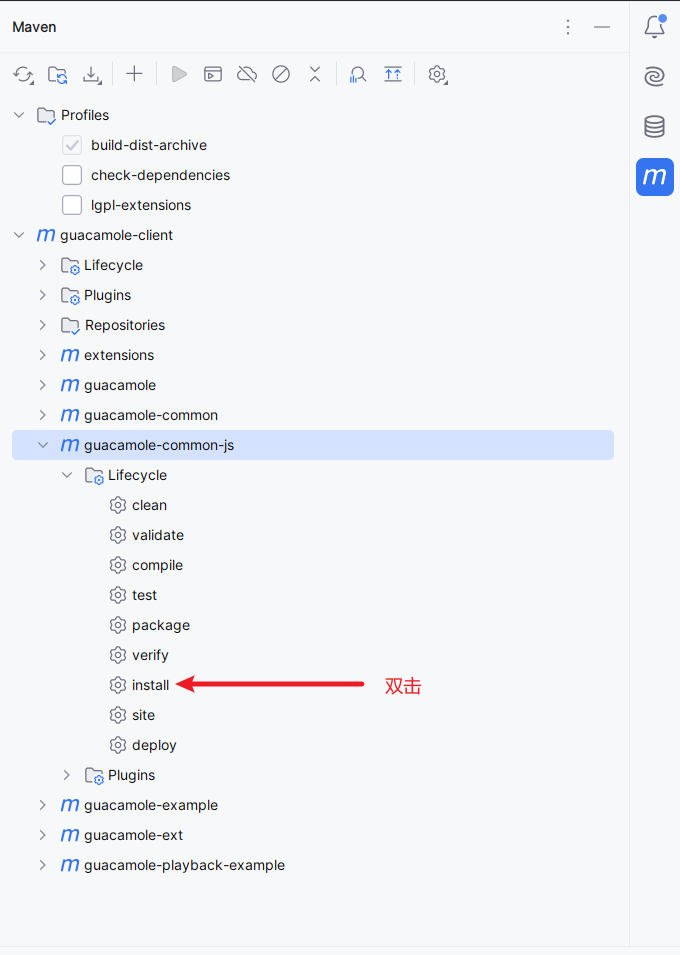 Maven
Profiles
build-dist-archive
check-dependencies
lgpl-extensions
m guacamole-client
Lifecycle
Plugins
Repositories
m extensions
m guacamole
m guacamole-common
m guacamole-common-js
Lifecycle
clean
validate
compile
test
package
verify
install 双击
site
deploy
Plugins
m guacamole-example
m guacamole-ext
m guacamole-playback-example
m